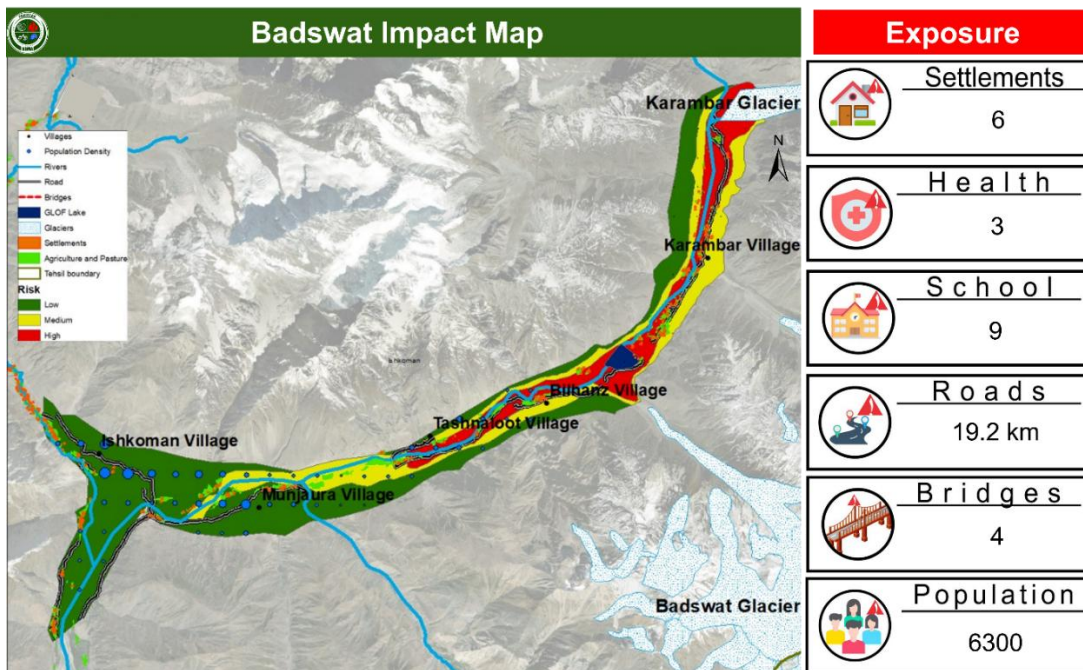 Badswat Impact Map
Villages
Population Density
Rivers
Road
Bridges
GLOF Lake
Glaciers
Settlements
Agriculture and Pasture
Tehsil boundary
Risk
Low
Medium
High
Karambar Glacier
N
Karambar Village
Ishkoman
Bilhanz Village
Tashnaloot Village
Ishkoman Village
Munjaura Village
Badswat Glacier
Exposure
Settlements
6
Health
3
School
9
Roads
19.2 km
Bridges
4
Population
6300